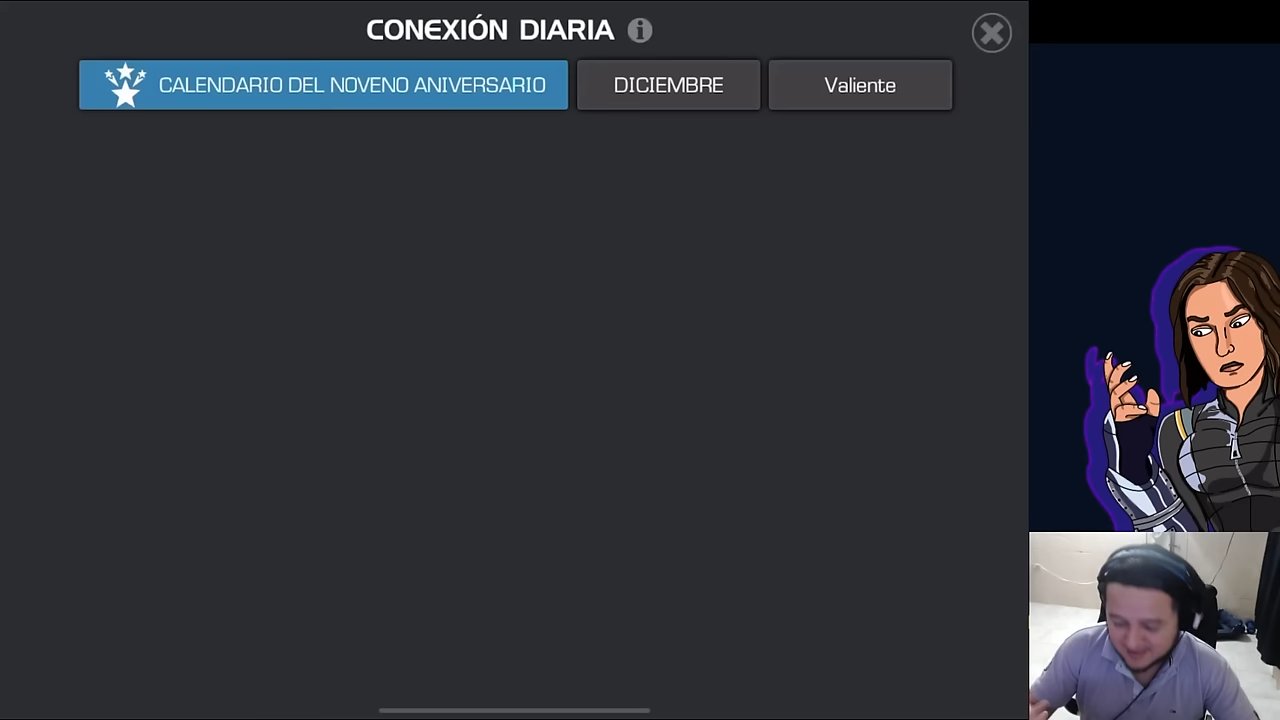 CONEXIÓN DIARIA
CALENDARIO DEL NOVENO ANIVERSARIO
DICIEMBRE
Valiente